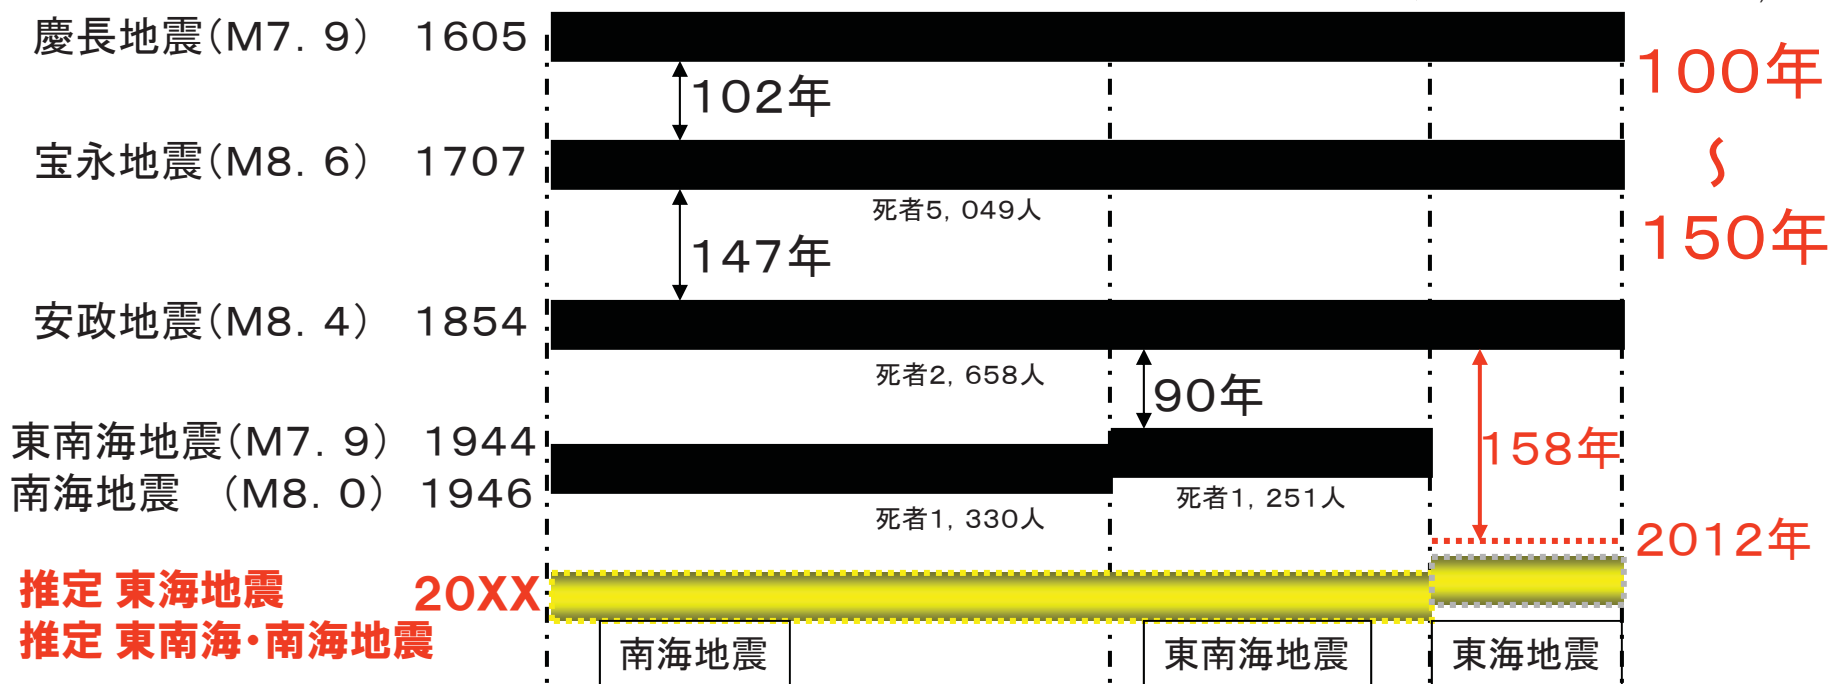 慶長地震(M7. 9) 1605
100年
102年
~
宝永地震(M8. 6) 1707
死者5, 049人
150年
147年
安政地震(M8. 4) 1854
死者2, 658人
90年
158年
東南海地震(M7. 9) 1944
南海地震 (M8. 0) 1946
死者1, 251人
死者1, 330人
2012年
推定 東海地震 20XX
推定 東南海・南海地震
南海地震
東南海地震
東海地震